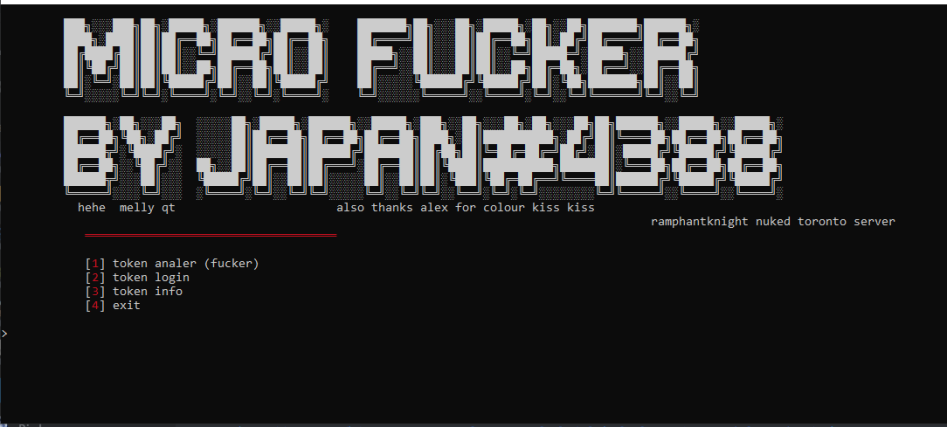 MICRO FUCKER
BY JAPAN#4388
hehe melly qt also thanks alex for colour kiss kiss
ramphantknight nuked toronto server
[1] token analer (fucker)
[2] token login
[3] token info
[4] exit
>